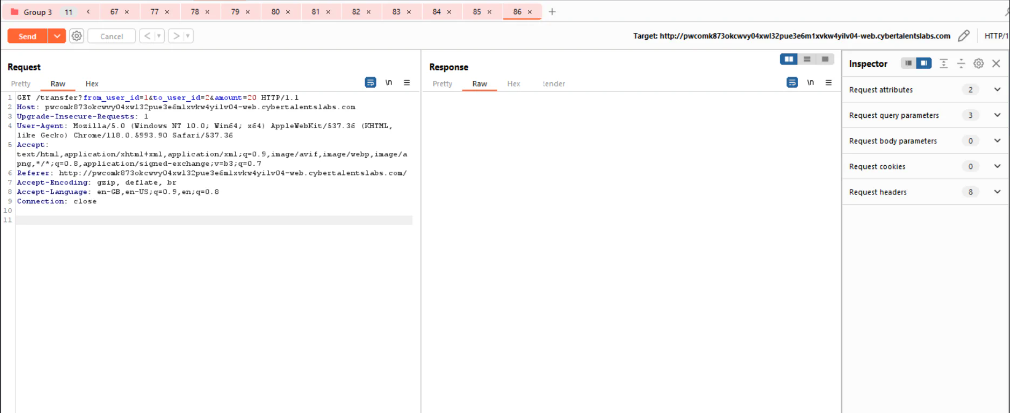 Group 3 11 67 77 78 79 80 81 82 83 84 85 86
Send Cancel Target: http://pwcomk873okcwvy04xwl32pue3e6m1xvkw4yilv04-web.cybertalentslabs.com HTTP/1
Request Response Inspector
Pretty Raw Hex \n Pretty Raw Hex \n
Request attributes 2
Request query parameters 3
Request body parameters 0
Request cookies 0
Request headers 8
1 GET /transfer?from_user_id=1&to_user_id=2&amount=20 HTTP/1.1
2 Host: pwcomk873okcwvy04xwl32pue3e6m1xvkw4yilv04-web.cybertalentslabs.com
3 Upgrade-Insecure-Requests: 1
4 User-Agent: Mozilla/5.0 (Windows NT 10.0; Win64; x64) AppleWebKit/537.36 (KHTML,
like Gecko) Chrome/118.0.5993.90 Safari/537.36
5 Accept:
text/html,application/xhtml+xml,application/xml;q=0.9,image/avif,image/webp,image/a
png,*/*;q=0.8,application/signed-exchange;v=b3;q=0.7
6 Referer: http://pwcomk873okcwvy04xwl32pue3e6m1xvkw4yilv04-web.cybertalentslabs.com/
7 Accept-Encoding: gzip, deflate, br
8 Accept-Language: en-GB,en-US;q=0.9,en;q=0.8
9 Connection: close
10
11